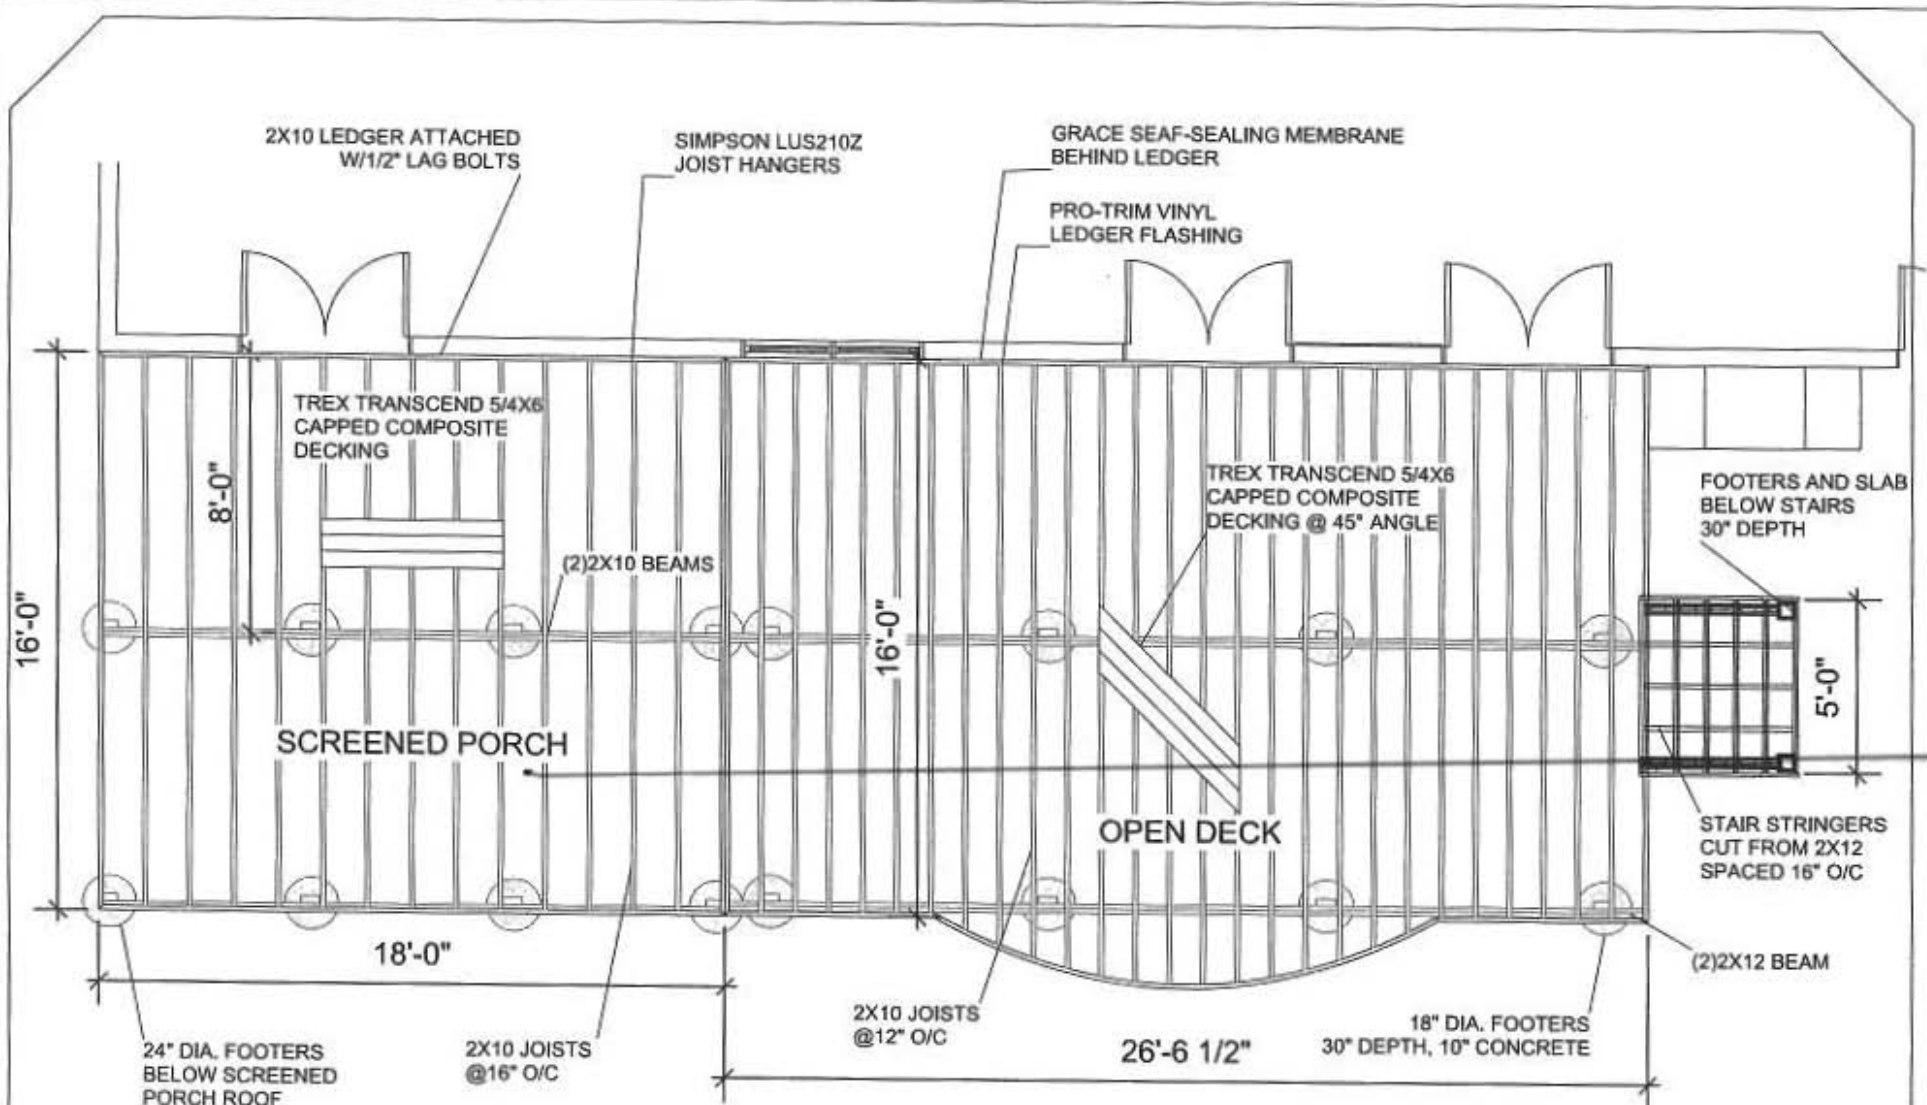 2X10 LEDGER ATTACHED
W/1/2" LAG BOLTS
SIMPSON LUS210Z
JOIST HANGERS
GRACE SEAF-SEALING MEMBRANE
BEHIND LEDGER
PRO-TRIM VINYL
LEDGER FLASHING
TREX TRANSCEND 5/4X6
CAPPED COMPOSITE
DECKING
8'-0"
TREX TRANSCEND 5/4X6
CAPPED COMPOSITE
DECKING @ 45° ANGLE
FOOTERS AND SLAB
BELOW STAIRS
30" DEPTH
(2)2X10 BEAMS
16'-0"
16'-0"
5'-0"
SCREENED PORCH
OPEN DECK
STAIR STRINGERS
CUT FROM 2X12
SPACED 16" O/C
18'-0"
(2)2X12 BEAM
24" DIA. FOOTERS
BELOW SCREENED
PORCH ROOF
2X10 JOISTS
@16" O/C
2X10 JOISTS
@12" O/C
26'-6 1/2"
18" DIA. FOOTERS
30" DEPTH, 10" CONCRETE